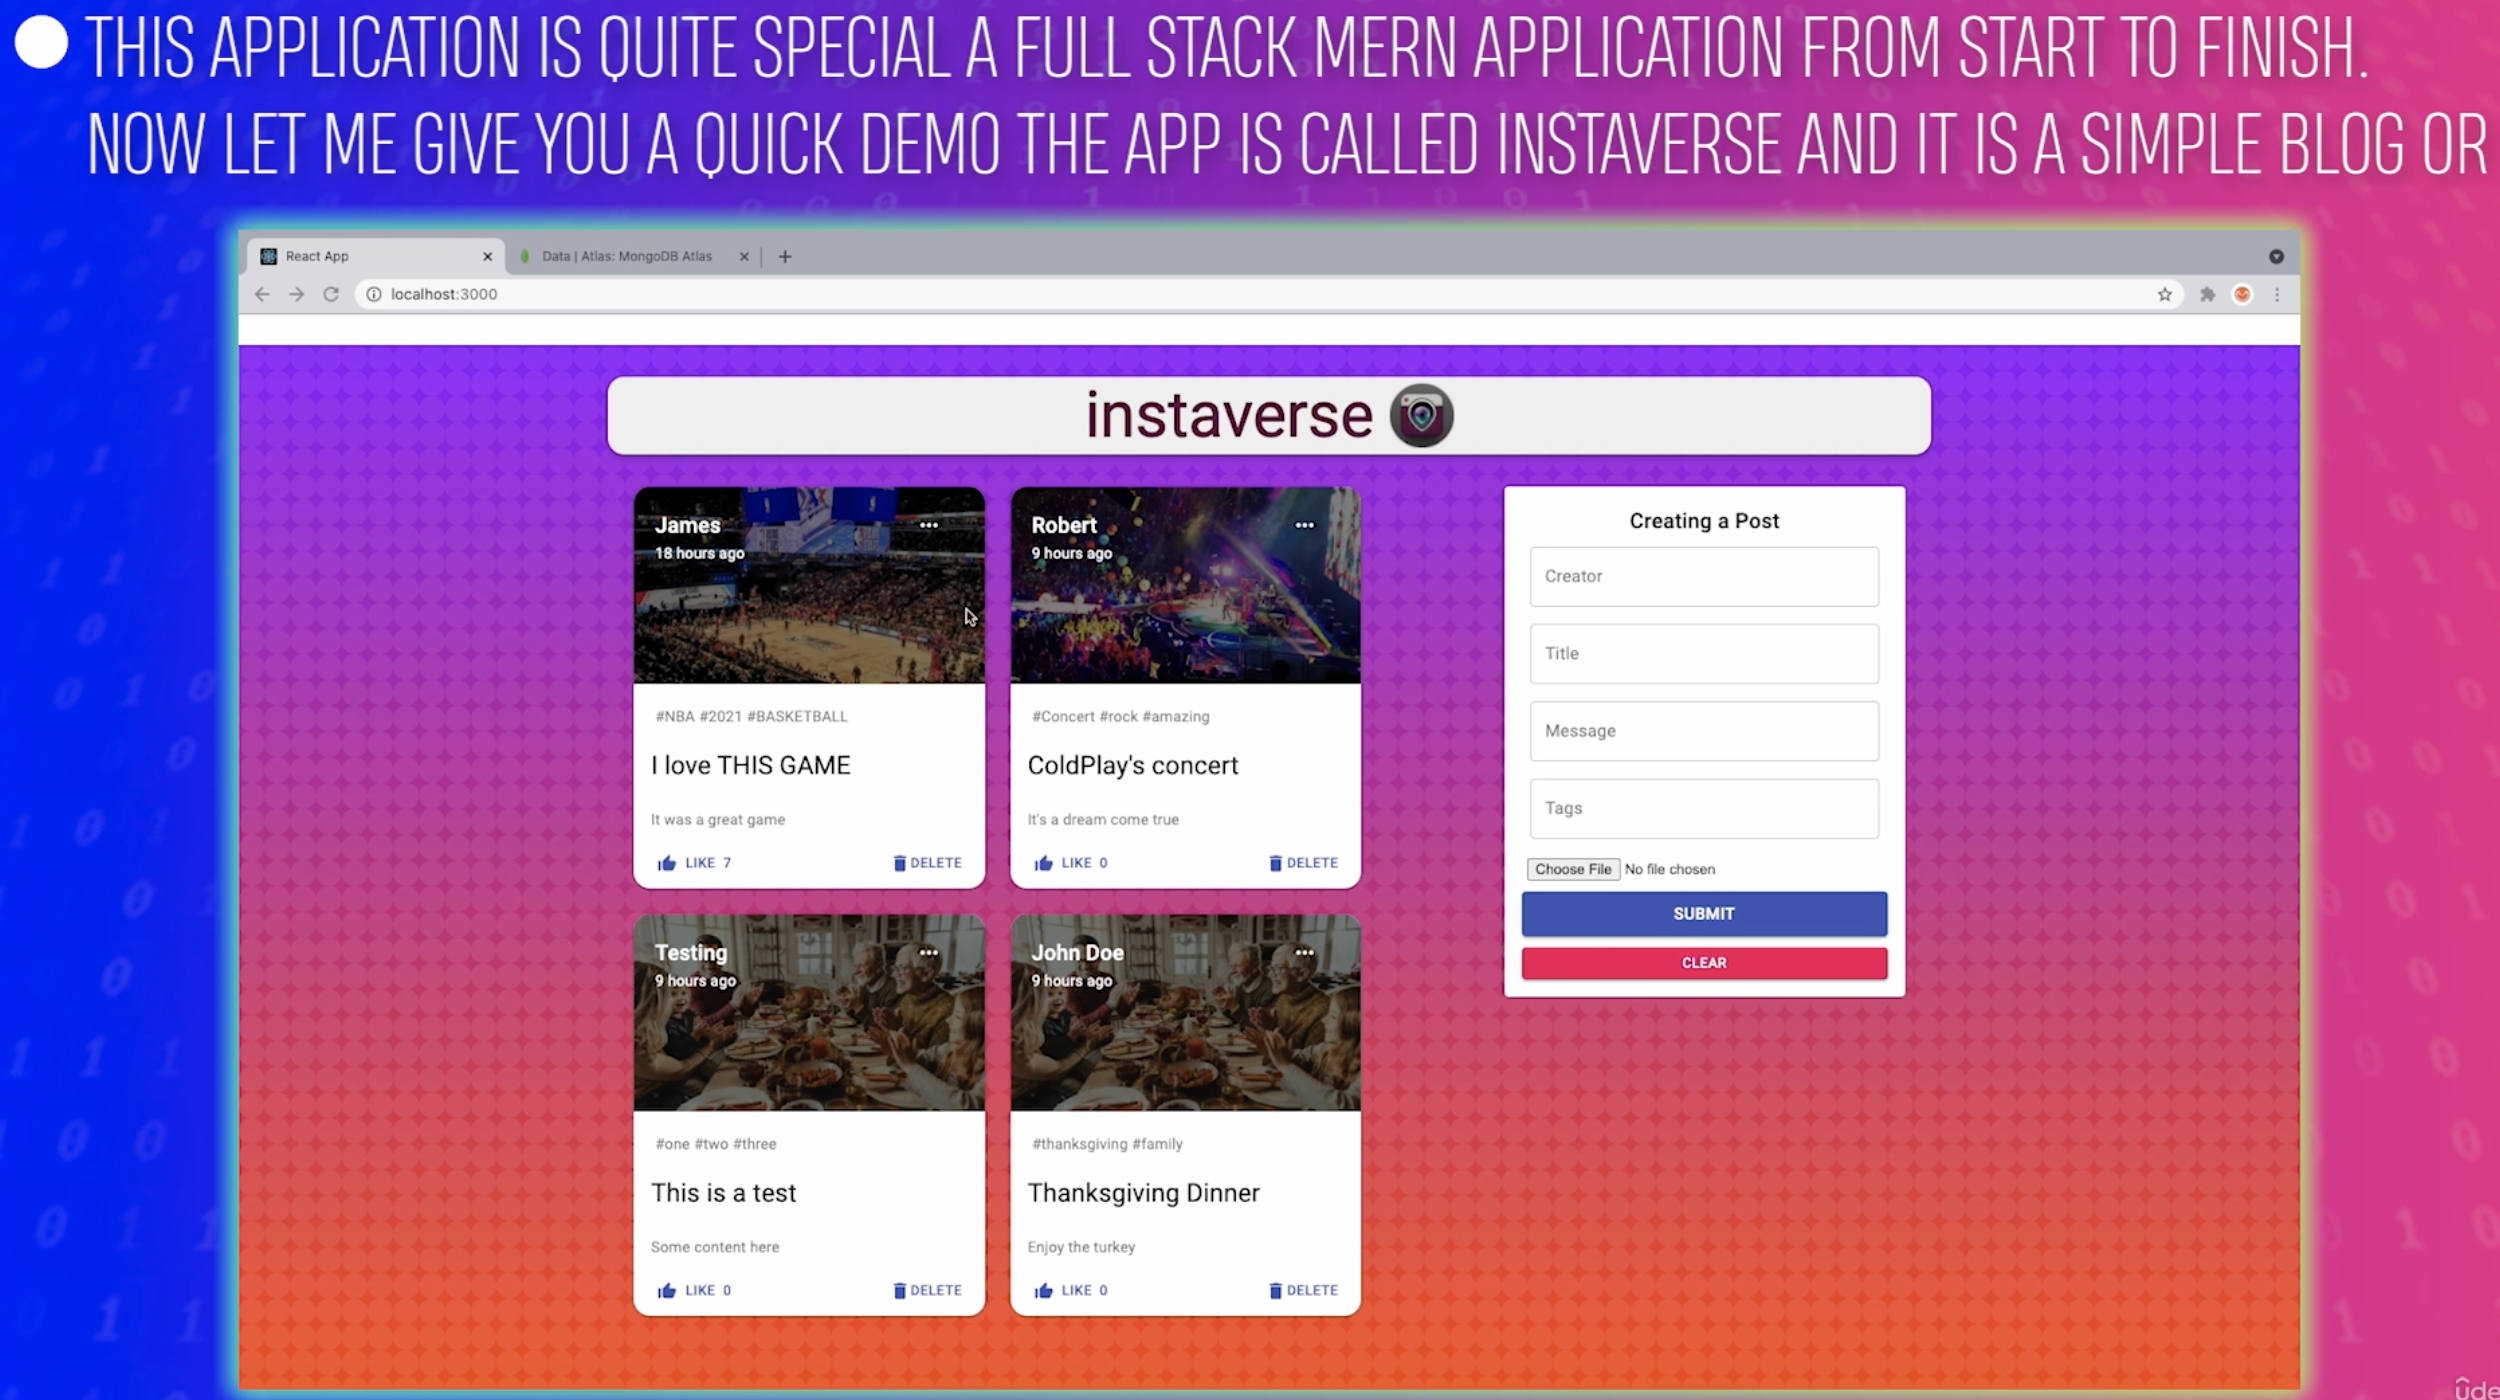 THIS APPLICATION IS QUITE SPECIAL A FULL STACK MERN APPLICATION FROM START TO FINISH.
NOW LET ME GIVE YOU A QUICK DEMO THE APP IS CALLED INSTAVERSE AND IT IS A SIMPLE BLOG OR
React App
Data | Atlas: MongoDB Atlas
localhost:3000
instaverse
James
18 hours ago
#NBA #2021 #BASKETBALL
I love THIS GAME
It was a great game
LIKE 7
DELETE
Robert
9 hours ago
#Concert #rock #amazing
ColdPlay's concert
It's a dream come true
LIKE 0
DELETE
Testing
9 hours ago
#one #two #three
This is a test
Some content here
LIKE 0
DELETE
John Doe
9 hours ago
#thanksgiving #family
Thanksgiving Dinner
Enjoy the turkey
LIKE 0
DELETE
Creating a Post
Creator
Title
Message
Tags
Choose File No file chosen
SUBMIT
CLEAR